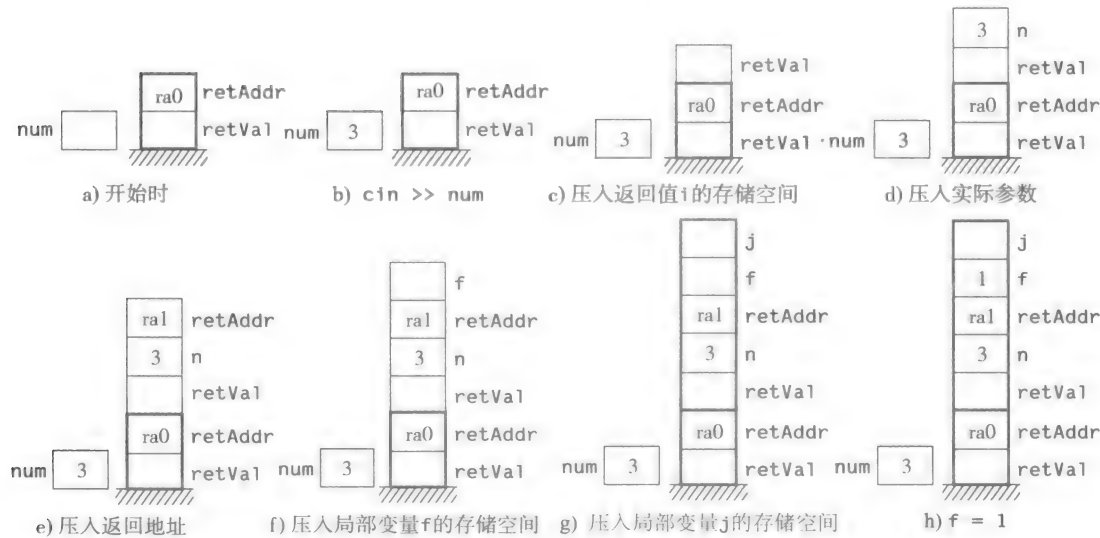 ra0 retAddr
num retVal
a) 开始时
ra0 retAddr
num 3 retVal
b) cin >> num
retVal
ra0 retAddr
num 3 retVal
c) 压入返回值i的存储空间
3 n
retVal
ra0 retAddr
num 3 retVal
d) 压入实际参数
ra1 retAddr
3 n
retVal
ra0 retAddr
num 3 retVal
e) 压入返回地址
f
ra1 retAddr
3 n
retVal
ra0 retAddr
num 3 retVal
f) 压入局部变量f的存储空间
j
f
ra1 retAddr
3 n
retVal
ra0 retAddr
num 3 retVal
g) 压入局部变量j的存储空间
j
1 f
ra1 retAddr
3 n
retVal
ra0 retAddr
num 3 retVal
h) f = 1